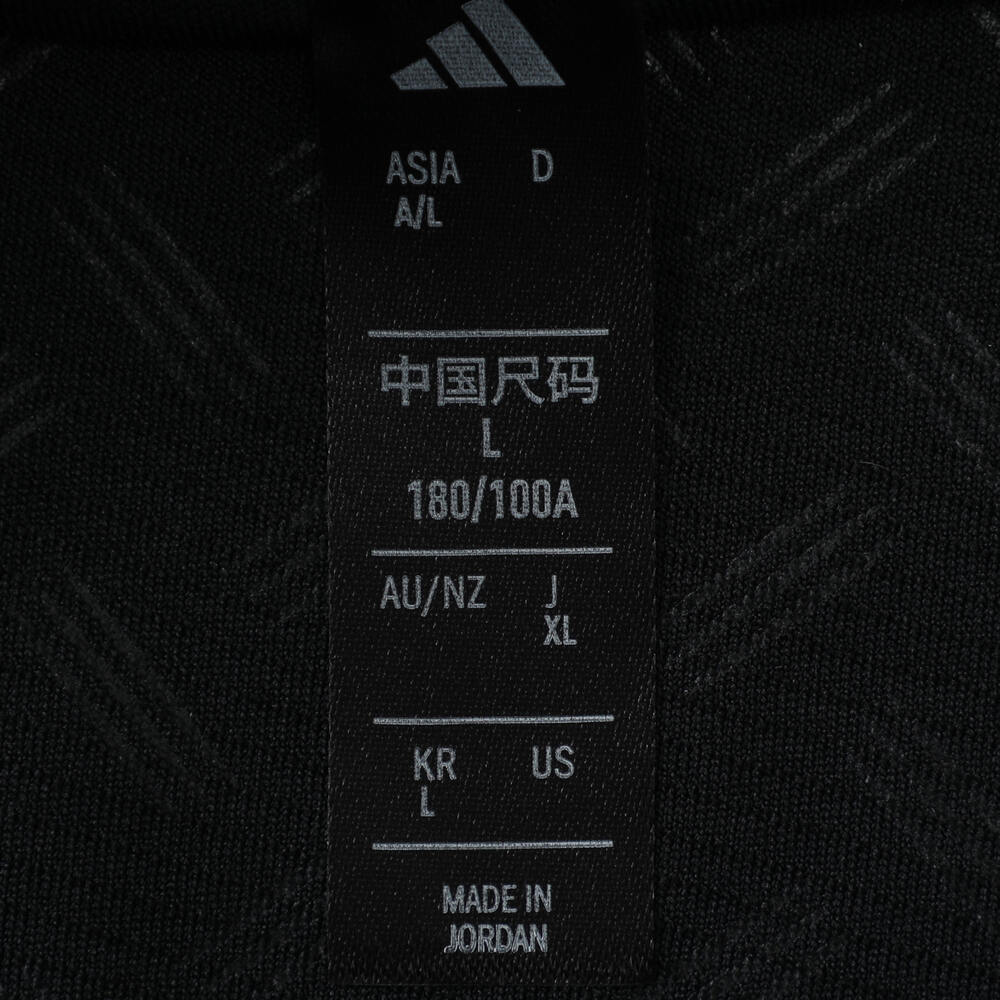 ASIA D
A/L
中国尺码
L
180/100A
AU/NZ J
XL
KR US
L
MADE IN
JORDAN